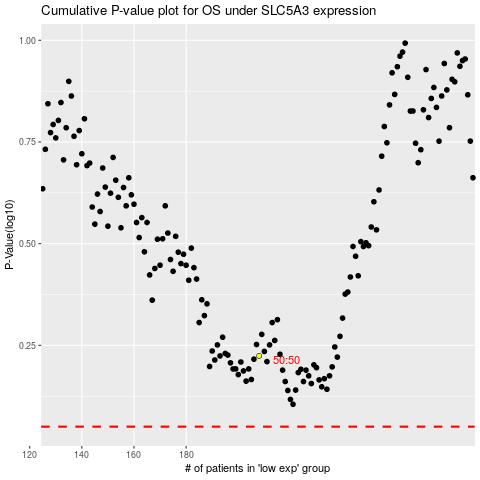 Cumulative P-value plot for OS under SLC5A3 expression
P-Value(log10)
1.00
0.75
0.50
0.25
50:50
120 140 160 180
# of patients in 'low exp' group